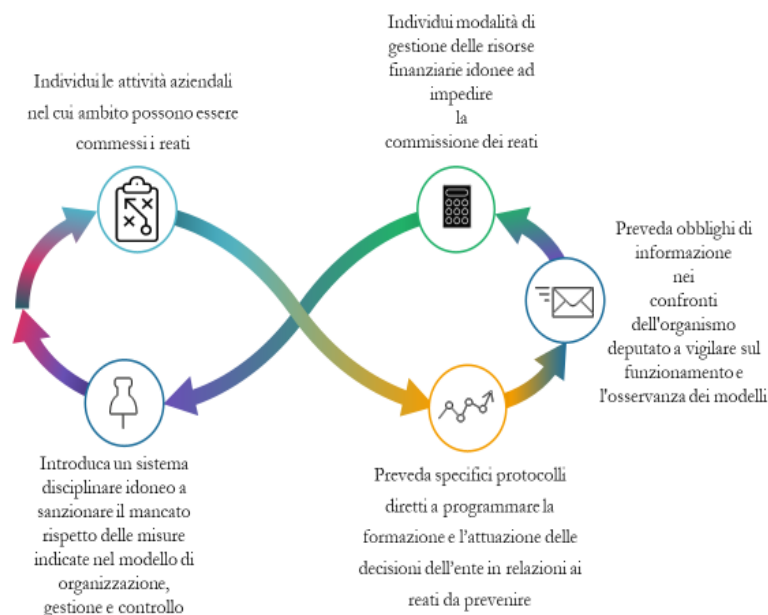 Individui le attività aziendali
nel cui ambito possono essere
commessi i reati
Individui modalità di
gestione delle risorse
finanziarie idonee ad
impedire
la
commissione dei reati
Preveda obblighi di
informazione
nei
confronti
dell'organismo
deputato a vigilare sul
funzionamento e
l'osservanza dei modelli
Introduca un sistema
disciplinare idoneo a
sanzionare il mancato
rispetto delle misure
indicate nel modello di
organizzazione,
gestione e controllo
Preveda specifici protocolli
diretti a programmare la
formazione e l’attuazione delle
decisioni dell’ente in relazioni ai
reati da prevenire